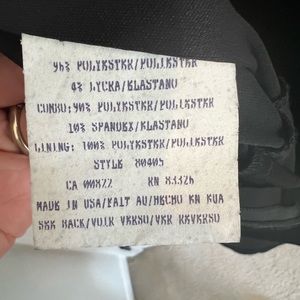 96% POLYESTER/POLIESTER
4% LYCRA/ELASTANO
COMBO:90% POLYESTER/POLIESTER
10% SPANDEX/ELASTANO
LINING: 100% POLYESTER/POLIESTER
STYLE 80405
CA 00822 RN 83326
MADE IN USA/FAIT AU/HECHO EN EUA
SEE BACK/VOIR VERSO/VER REVERSO